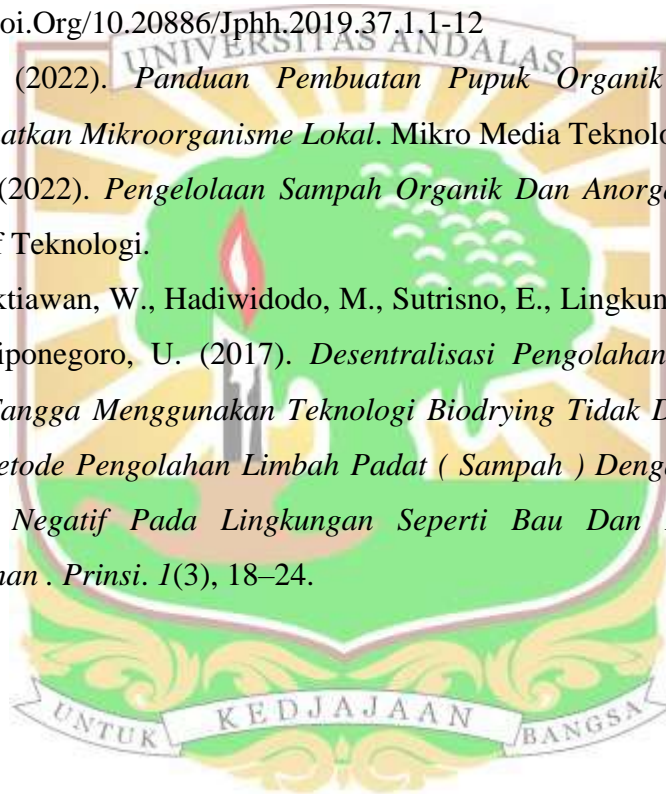 oi.Org/10.20886/Jphh.2019.37.1.1-12
UNIVERSITAS ANDALAS
(2022). Panduan Pembuatan Pupuk Organik
atkan Mikroorganisme Lokal. Mikro Media Teknolo
(2022). Pengelolaan Sampah Organik Dan Anorga
f Teknologi.
ktiawan, W., Hadiwidodo, M., Sutrisno, E., Lingkun
iponegoro, U. (2017). Desentralisasi Pengolahan
Tangga Menggunakan Teknologi Biodrying Tidak D
etode Pengolahan Limbah Padat ( Sampah ) Denga
Negatif Pada Lingkungan Seperti Bau Dan
nan . Prinsi. 1(3), 18–24.
UNTUK KEDJAJAAN BANGSA